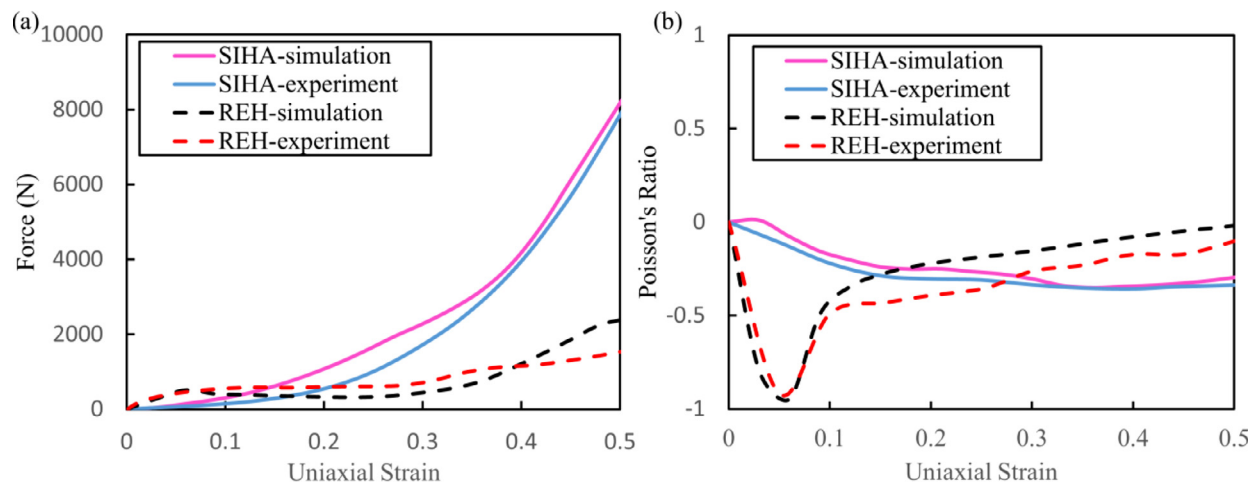 (a)
10000
8000
6000
4000
2000
0
Force (N)
SIHA-simulation
SIHA-experiment
REH-simulation
REH-experiment
0 0.1 0.2 0.3 0.4 0.5
Uniaxial Strain
(b)
1
0.5
0
-0.5
-1
Poisson's Ratio
SIHA-simulation
SIHA-experiment
REH-simulation
REH-experiment
0 0.1 0.2 0.3 0.4 0.5
Uniaxial Strain